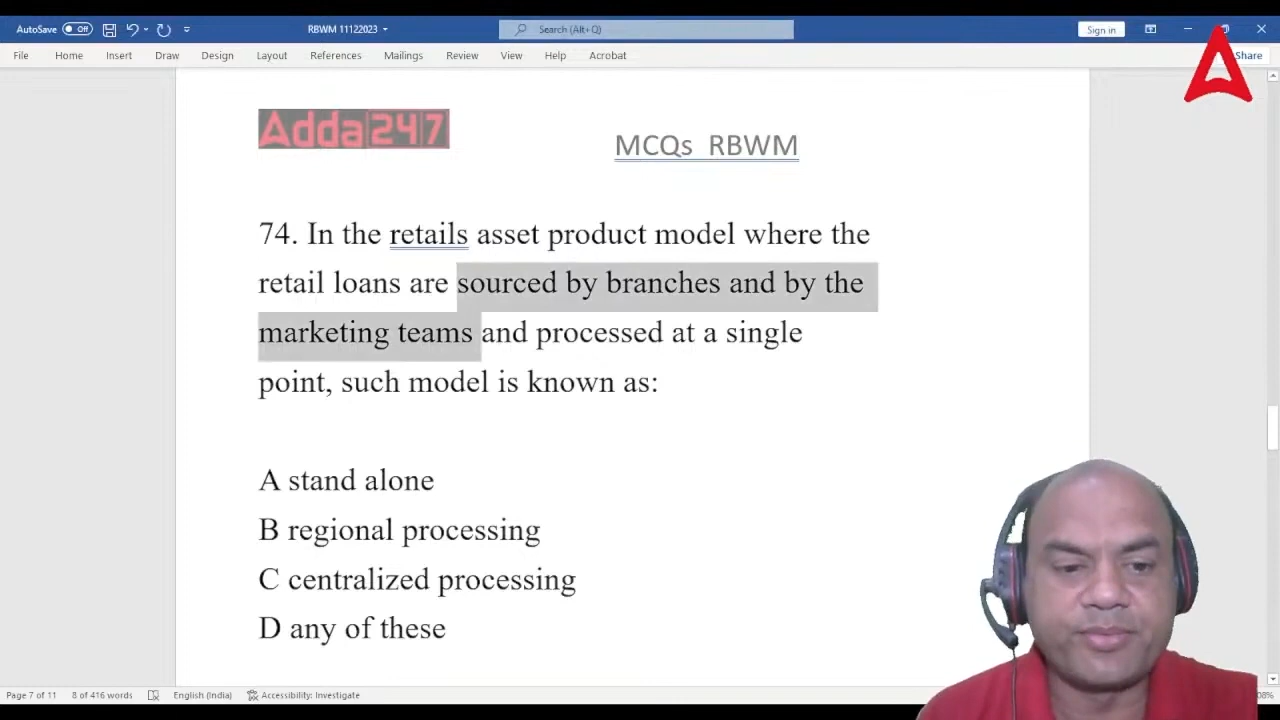 AutoSave Off RBWM 11122023 Search (Alt+Q) Sign in
File Home Insert Draw Design Layout References Mailings Review View Help Acrobat Share
Adda247
MCQs RBWM
74. In the retails asset product model where the
retail loans are sourced by branches and by the
marketing teams and processed at a single
point, such model is known as:
A stand alone
B regional processing
C centralized processing
D any of these
Page 7 of 11 8 of 416 words English (India) Accessibility: Investigate